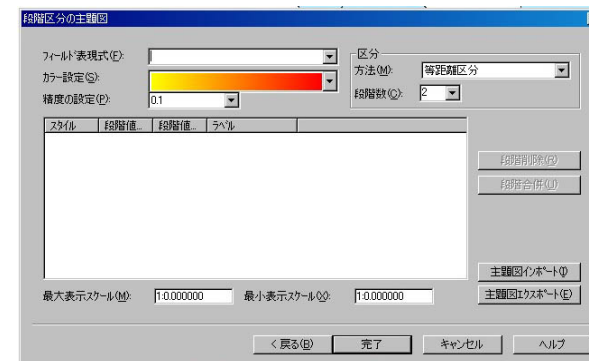 段階区分の主題図
フィールド表現式(F):
区分
方法(M): 等距離区分
カラー設定(S):
段階数(C): 2
精度の設定(P): 0.1
スタイル 段階値... 段階値... ラベル
段階削除(R)
段階合併(U)
主題図インポート(I)
最大表示スケール(M): 1:0.000000 最小表示スケール(X): 1:0.000000 主題図エクスポート(E)
< 戻る(B) 完了 キャンセル ヘルプ